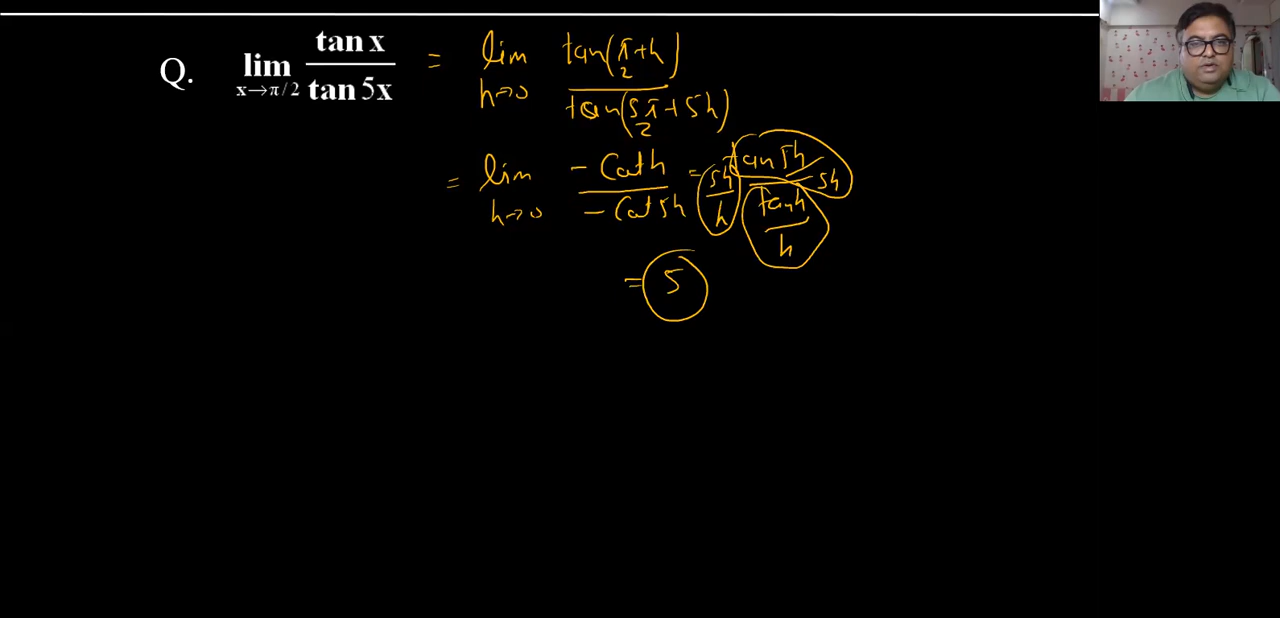 Q. lim x→π/2 tan x / tan 5x = lim h→0 tan(π/2 + h) / tan(5π/2 + 5h)
= lim h→0 - Cot h / - Cot 5h = 5h / h tan 5h / 5h / tan h / h
= 5